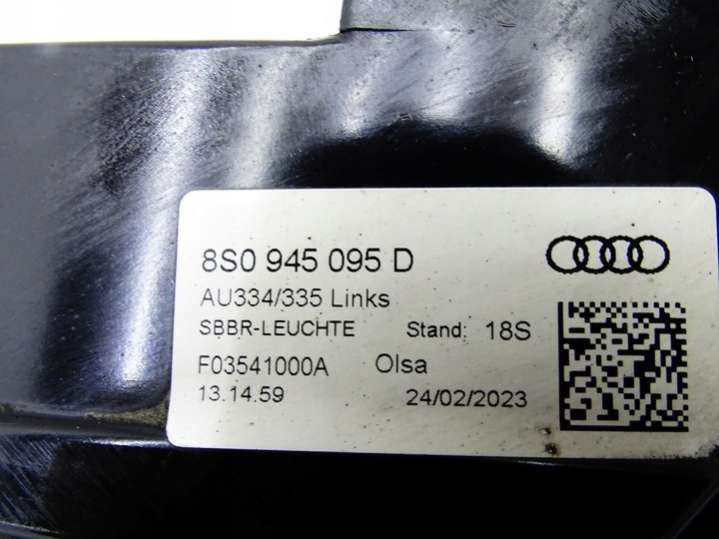 8S0 945 095 D
AU334/335 Links
SBBR-LEUCHTE Stand: 18S
F03541000A Olsa
13.14.59 24/02/2023